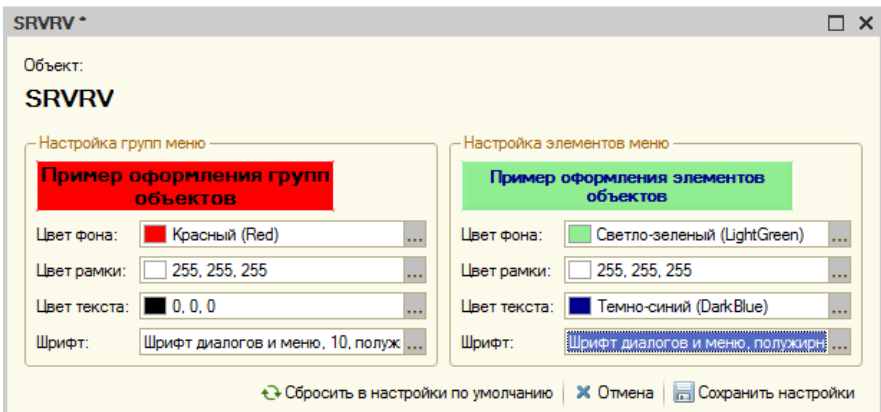 SRVRV *
Объект:
SRVRV
Настройка групп меню
Пример оформления групп
объектов
Цвет фона: Красный (Red) ...
Цвет рамки: 255, 255, 255 ...
Цвет текста: 0, 0, 0 ...
Шрифт: Шрифт диалогов и меню, 10, полуж ...
Настройка элементов меню
Пример оформления элементов
объектов
Цвет фона: Светло-зеленый (LightGreen) ...
Цвет рамки: 255, 255, 255 ...
Цвет текста: Темно-синий (DarkBlue) ...
Шрифт: Шрифт диалогов и меню, полужирн ...
Сбросить в настройки по умолчанию Отмена Сохранить настройки